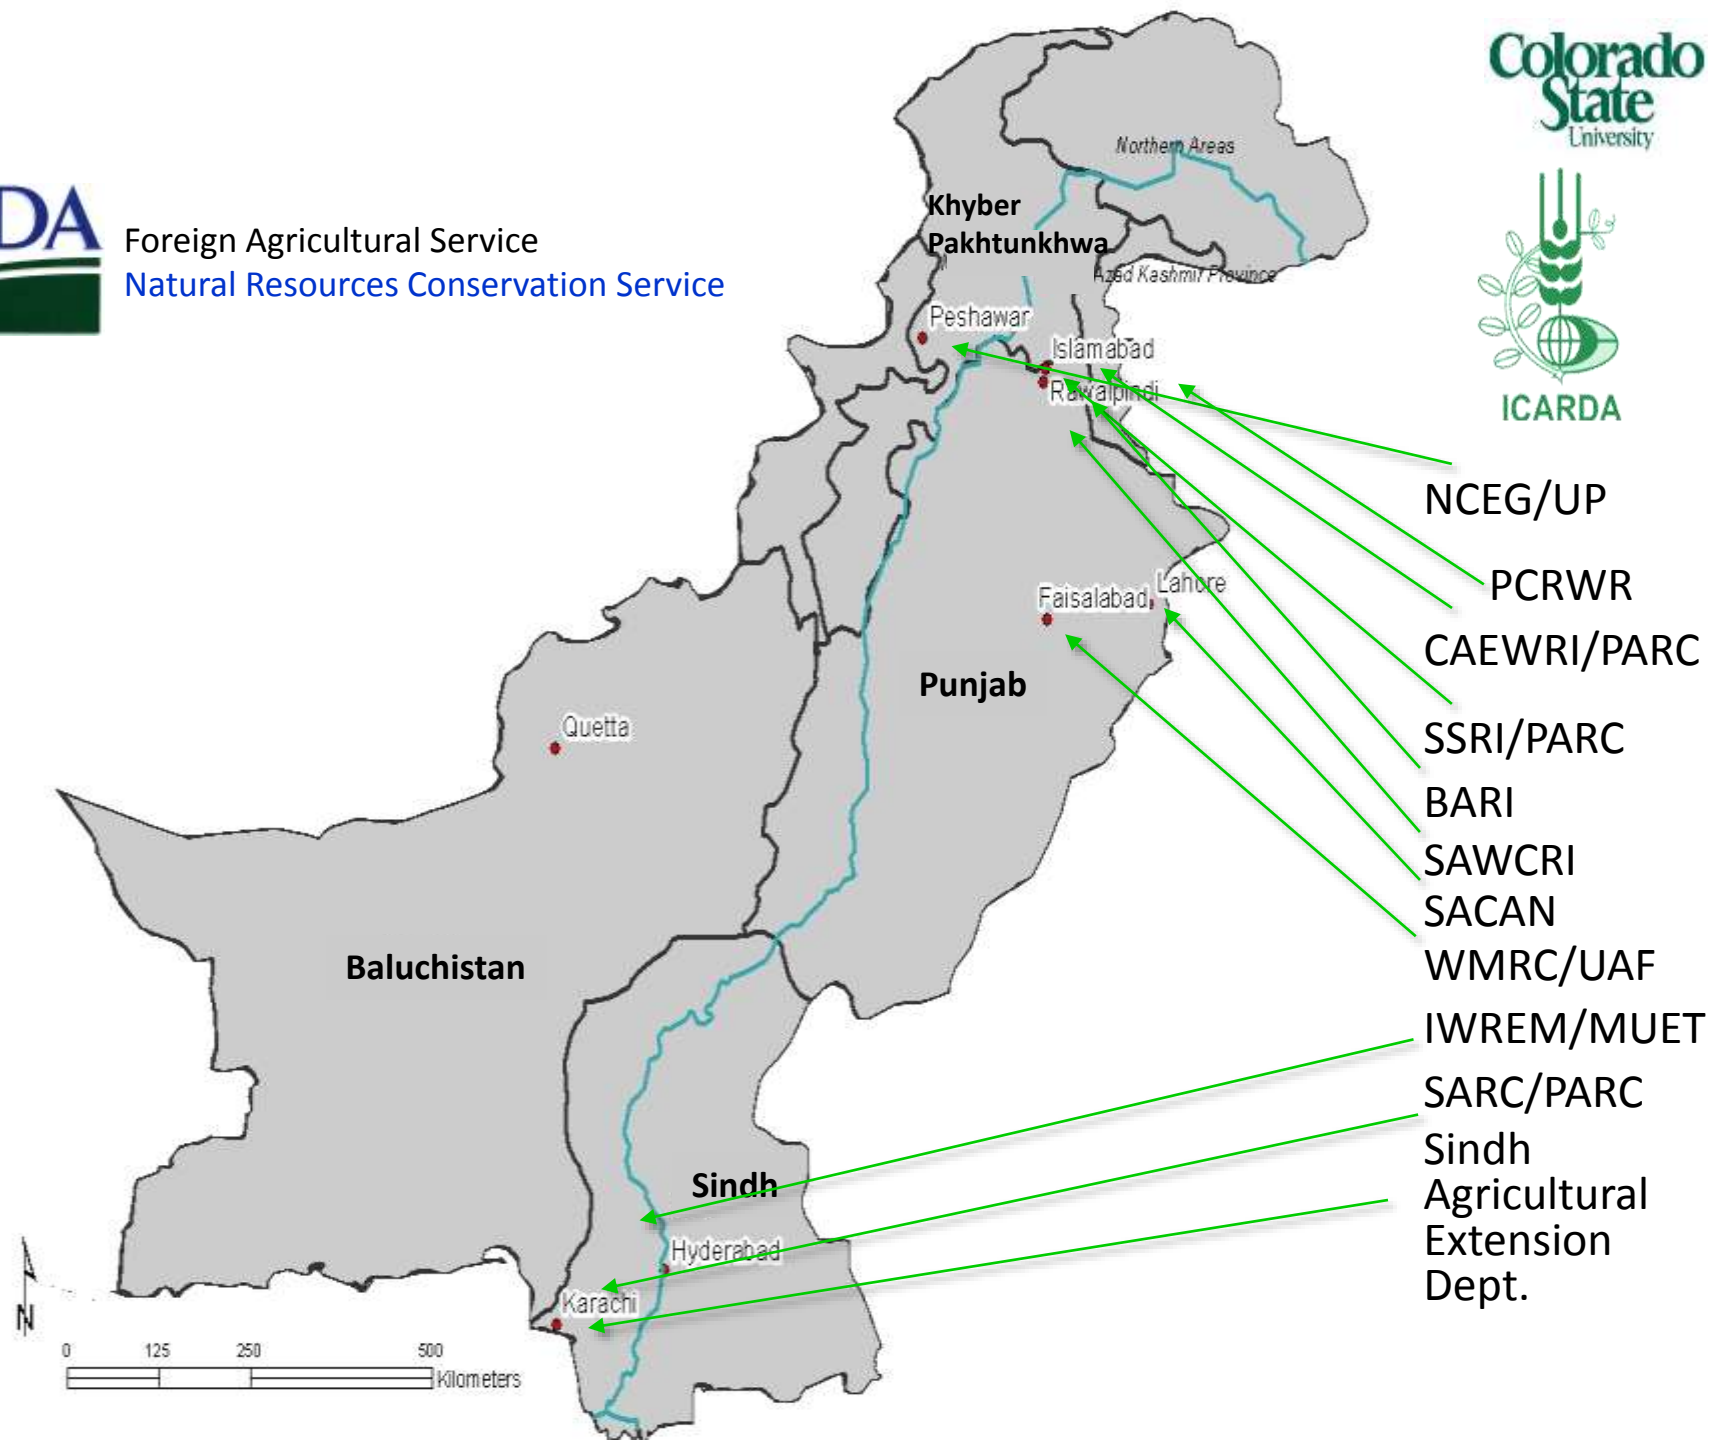 Colorado
State
University
DA
Foreign Agricultural Service
Natural Resources Conservation Service
ICARDA
Northern Areas
Khyber
Pakhtunkhwa
Azad Kashmir Province
Peshawar
Islamabad
Rawalpindi
Faisalabad
Lahore
Punjab
Quetta
Baluchistan
Sindh
Hyderabad
Karachi
NCEG/UP
PCRWR
CAEWRI/PARC
SSRI/PARC
BARI
SAWCRI
SACAN
WMRC/UAF
IWREM/MUET
SARC/PARC
Sindh
Agricultural
Extension
Dept.
N
0 125 250 500
Kilometers